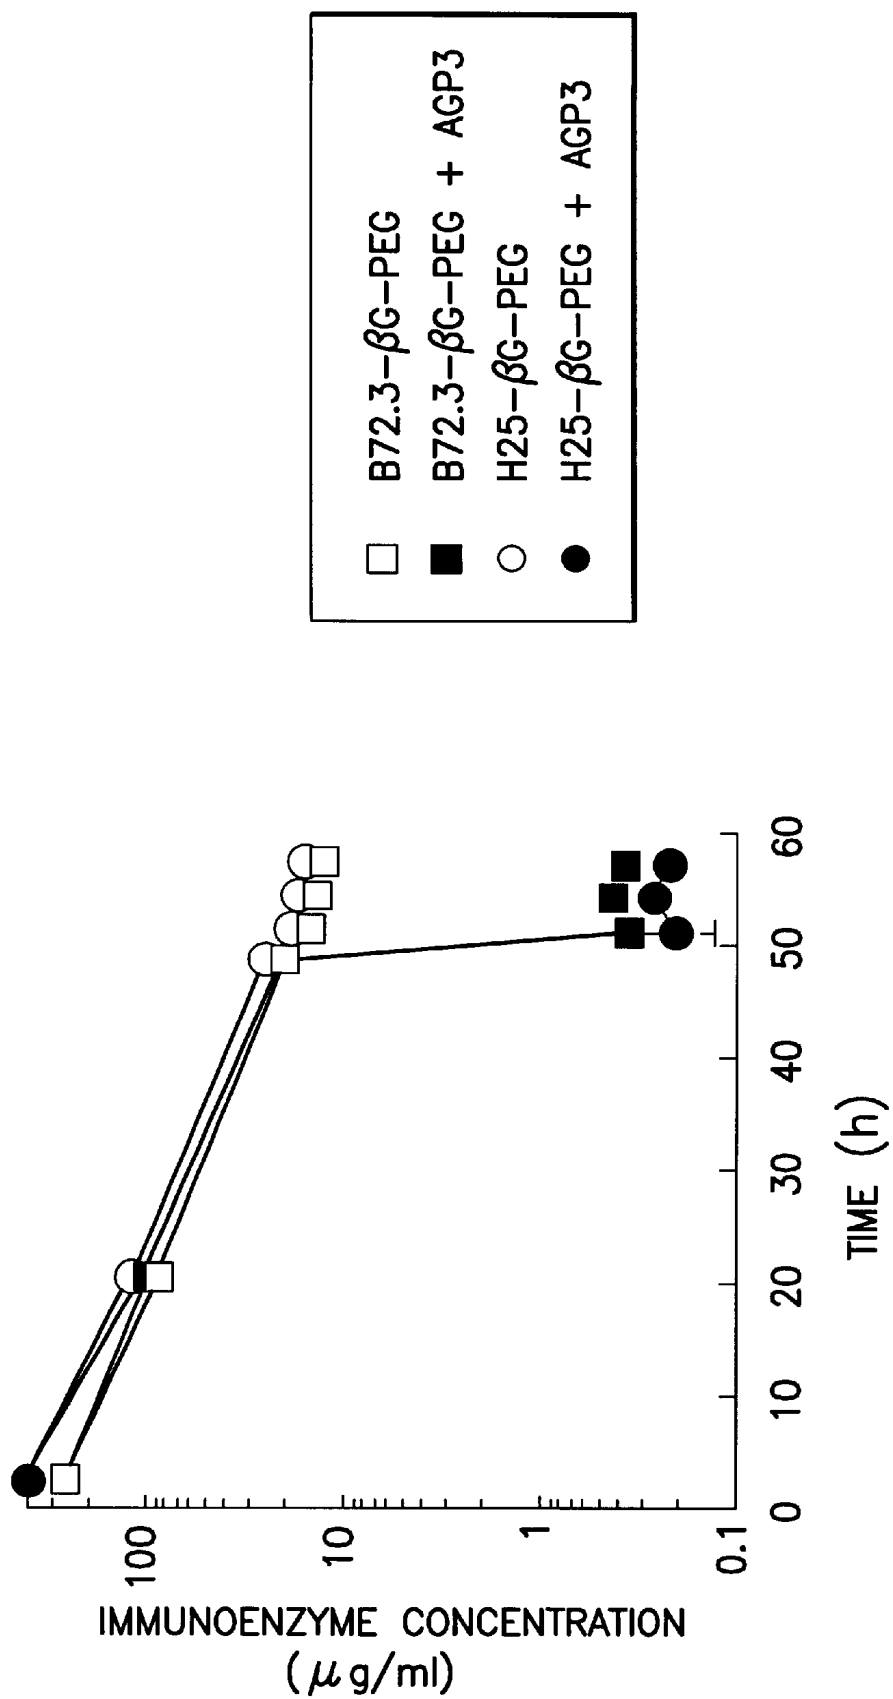 IMMUNOENZYME CONCENTRATION
(μg/ml)
100
10
1
0.1
0
10
20
30
40
50
60
TIME (h)
B72.3-βG-PEG
B72.3-βG-PEG + AGP3
H25-βG-PEG
H25-βG-PEG + AGP3